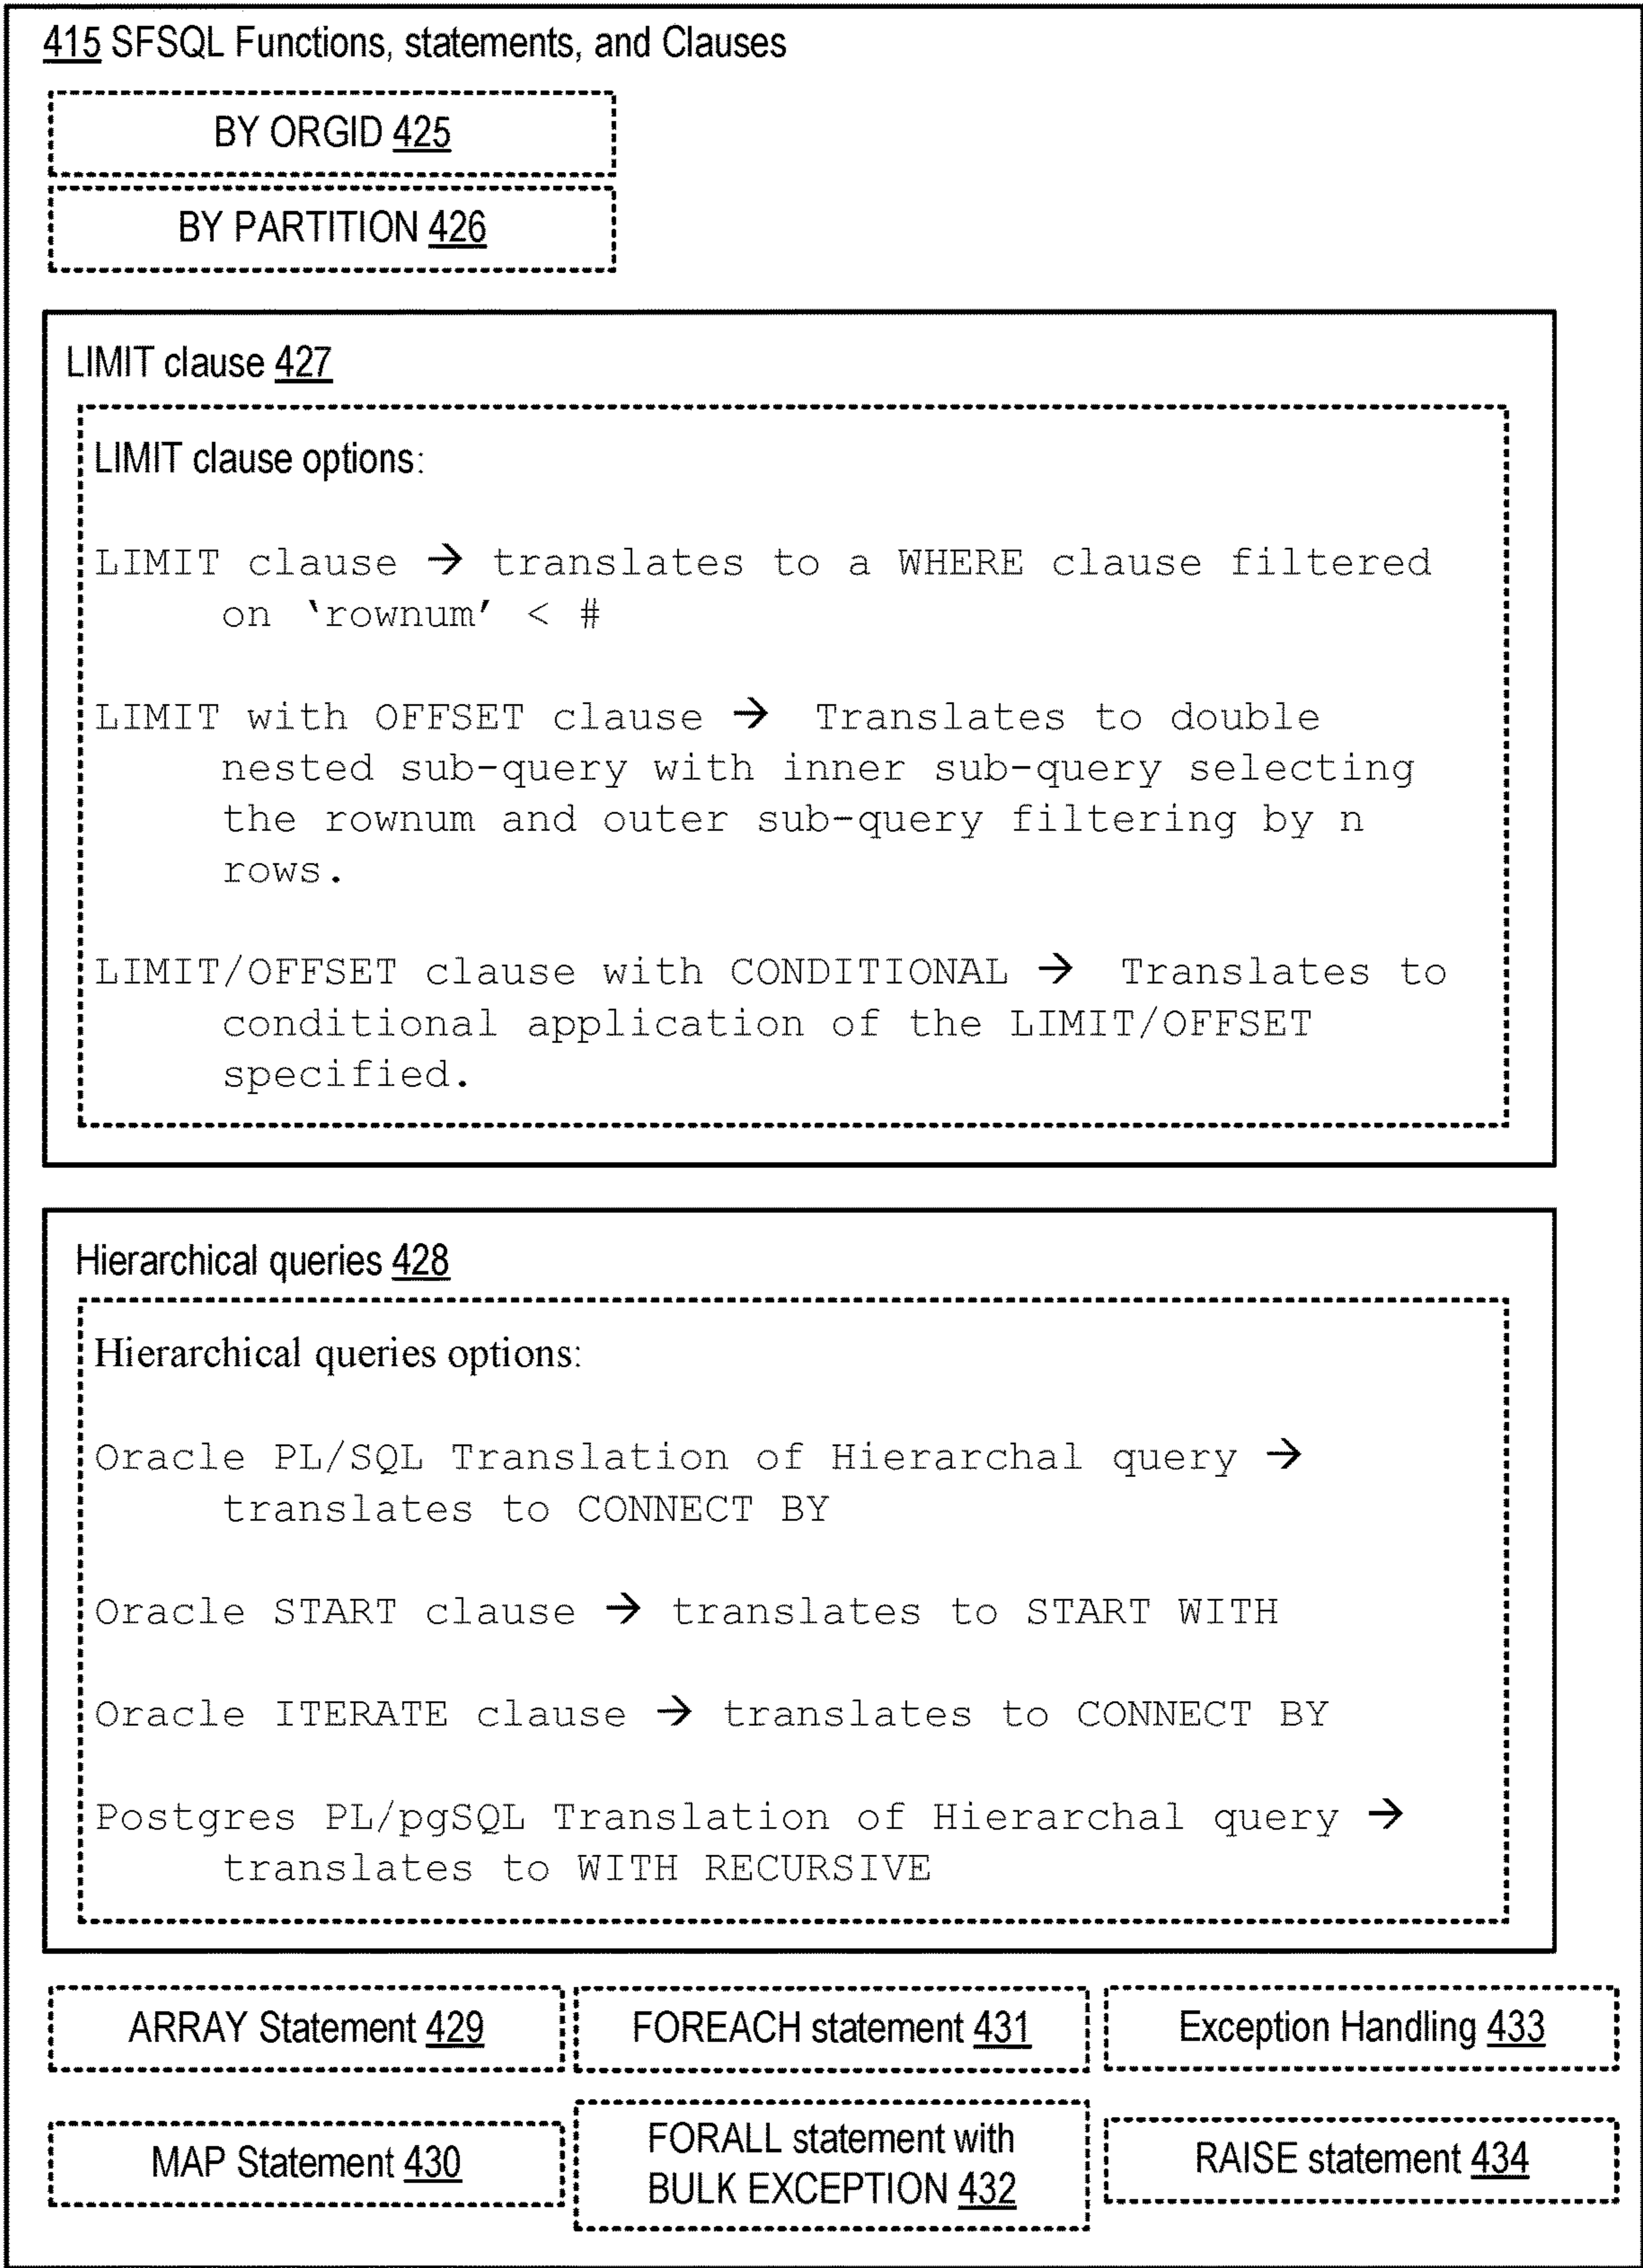 415 SFSQL Functions, statements, and Clauses
BY ORGID 425
BY PARTITION 426
LIMIT clause 427
LIMIT clause options:
LIMIT clause → translates to a WHERE clause filtered
on ‵rownum′ < #
LIMIT with OFFSET clause → Translates to double
nested sub-query with inner sub-query selecting
the rownum and outer sub-query filtering by n
rows.
LIMIT/OFFSET clause with CONDITIONAL → Translates to
conditional application of the LIMIT/OFFSET
specified.
Hierarchical queries 428
Hierarchical queries options:
Oracle PL/SQL Translation of Hierarchal query →
translates to CONNECT BY
Oracle START clause → translates to START WITH
Oracle ITERATE clause → translates to CONNECT BY
Postgres PL/pgSQL Translation of Hierarchal query →
translates to WITH RECURSIVE
ARRAY Statement 429
FOREACH statement 431
Exception Handling 433
MAP Statement 430
FORALL statement with
BULK EXCEPTION 432
RAISE statement 434